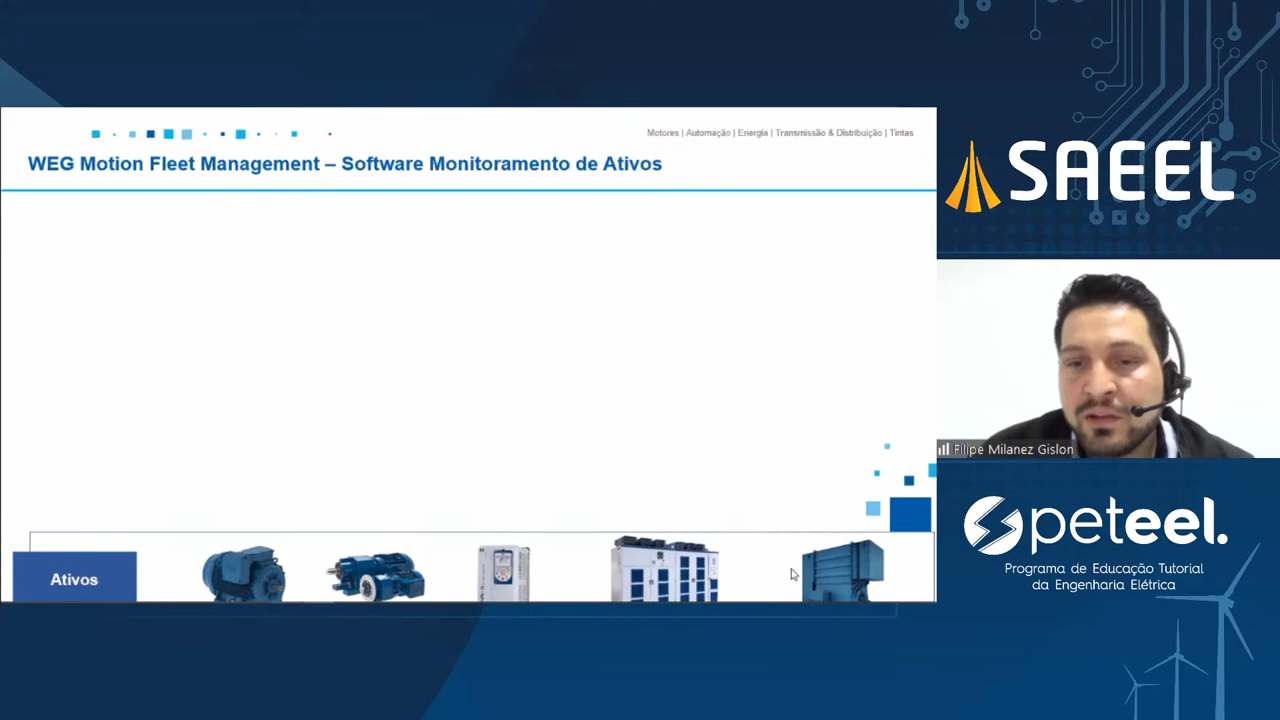 Motores | Automação | Energia | Transmissão & Distribuição | Tintas
WEG Motion Fleet Management – Software Monitoramento de Ativos
Ativos
SAEEL
Filipe Milanez Gislon
peteel.
Programa de Educação Tutorial
da Engenharia Elétrica